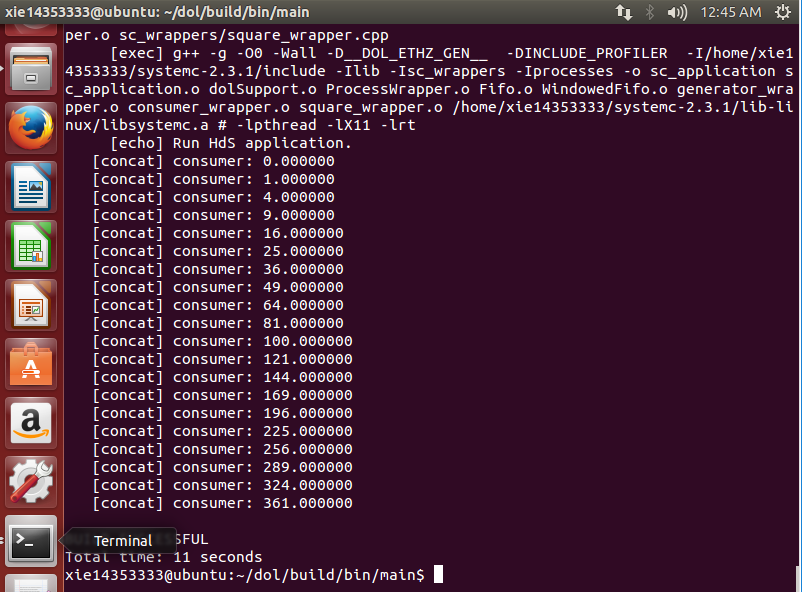 xie14353333@ubuntu: ~/dol/build/bin/main 12:45 AM
per.o sc_wrappers/square_wrapper.cpp
[exec] g++ -g -O0 -Wall -D__DOL_ETHZ_GEN__ -DINCLUDE_PROFILER -I/home/xie1
4353333/systemc-2.3.1/include -Ilib -Isc_wrappers -Iprocesses -o sc_application s
c_application.o dolSupport.o ProcessWrapper.o Fifo.o WindowedFifo.o generator_wra
pper.o consumer_wrapper.o square_wrapper.o /home/xie14353333/systemc-2.3.1/lib-li
nux/libsystemc.a # -lpthread -lX11 -lrt
[echo] Run HdS application.
[concat] consumer: 0.000000
[concat] consumer: 1.000000
[concat] consumer: 4.000000
[concat] consumer: 9.000000
[concat] consumer: 16.000000
[concat] consumer: 25.000000
[concat] consumer: 36.000000
[concat] consumer: 49.000000
[concat] consumer: 64.000000
[concat] consumer: 81.000000
[concat] consumer: 100.000000
[concat] consumer: 121.000000
[concat] consumer: 144.000000
[concat] consumer: 169.000000
[concat] consumer: 196.000000
[concat] consumer: 225.000000
[concat] consumer: 256.000000
[concat] consumer: 289.000000
[concat] consumer: 324.000000
[concat] consumer: 361.000000
Terminal
Total time: 11 seconds
xie14353333@ubuntu:~/dol/build/bin/main$